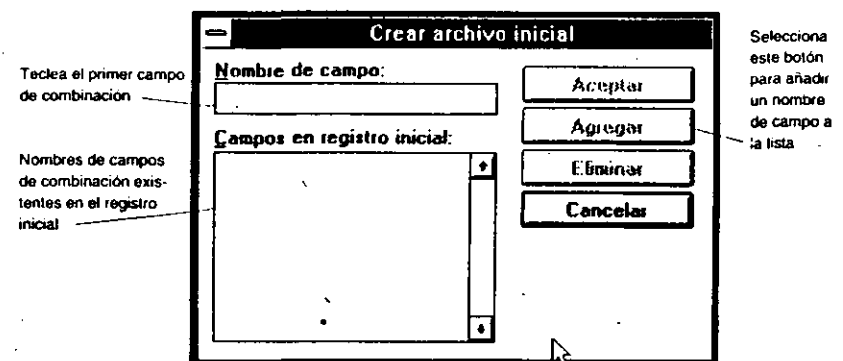 Crear archivo inicial
Teclea el primer campo
de combinación
Nombres de campos
de combinación exis-
tentes en el registro
inicial
Nombre de campo:
Campos en registro inicial:
Aceptar
Agregar
Eliminar
Cancelar
Selecciona
este botón
para añadir
un nombre
de campo a
la lista